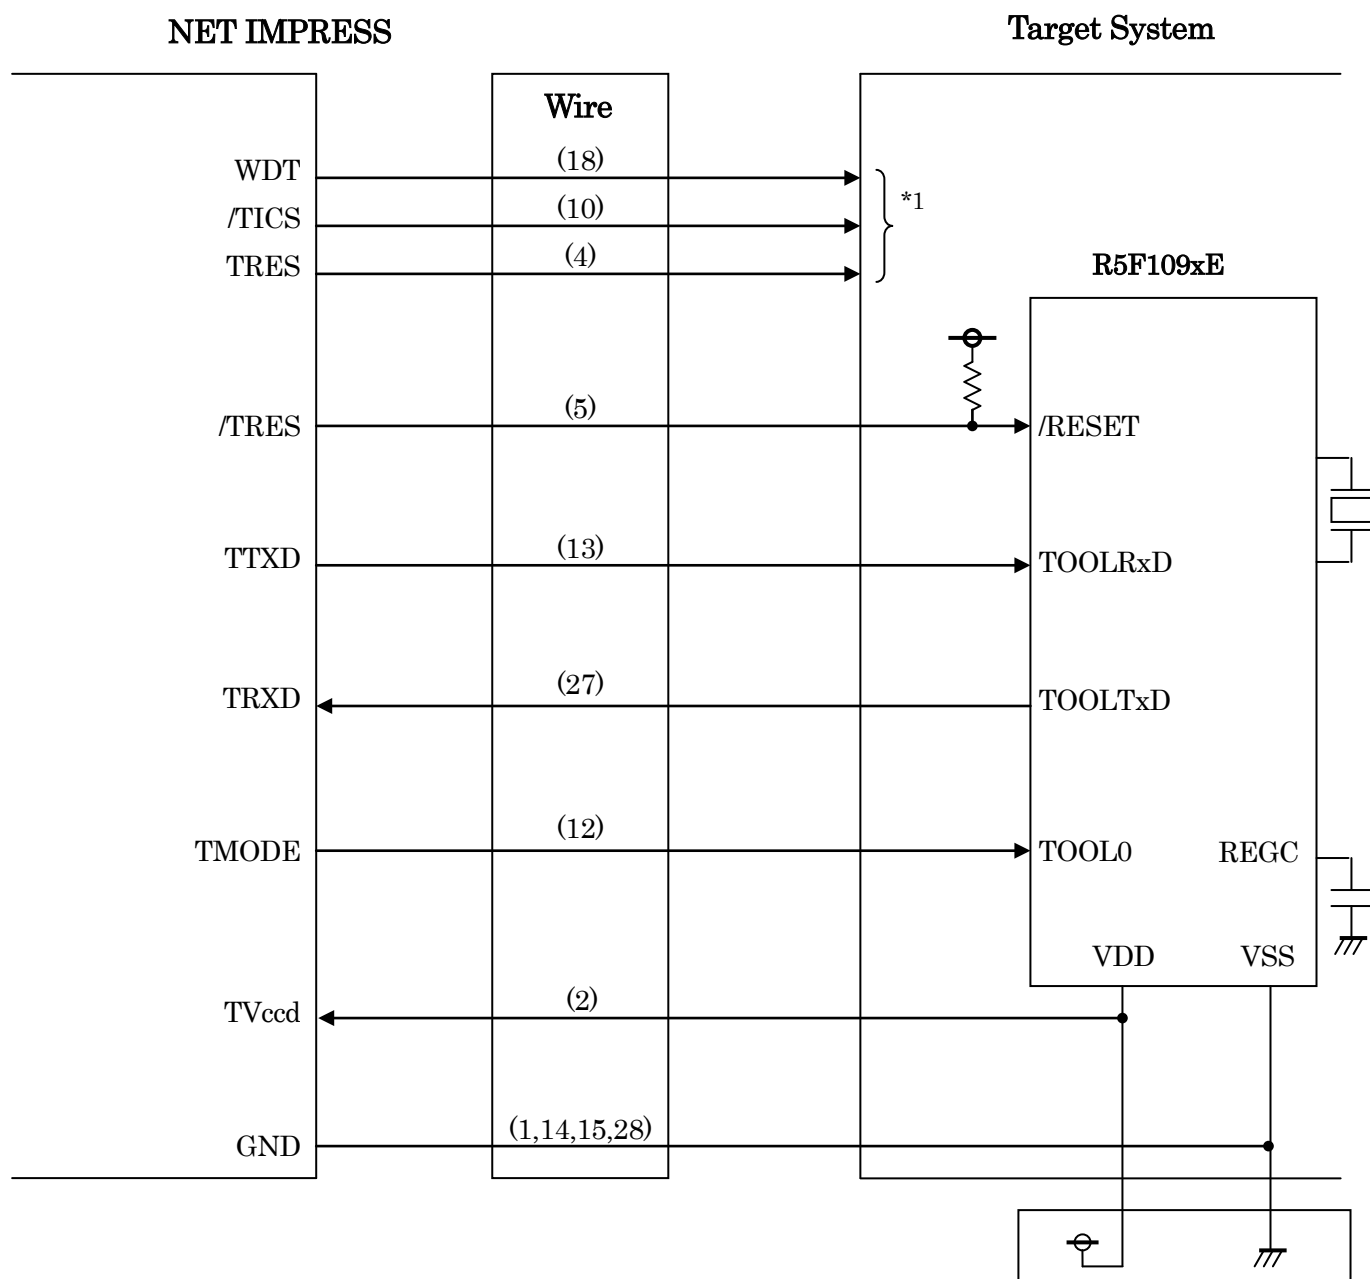 NET IMPRESS
Target System
Wire
WDT
(18)
*1
/TICS
(10)
TRES
(4)
R5F109xE
/TRES
(5)
/RESET
TTXD
(13)
TOOLRxD
TRXD
(27)
TOOLTxD
TMODE
(12)
TOOL0
REGC
VDD
VSS
TVccd
(2)
GND
(1,14,15,28)